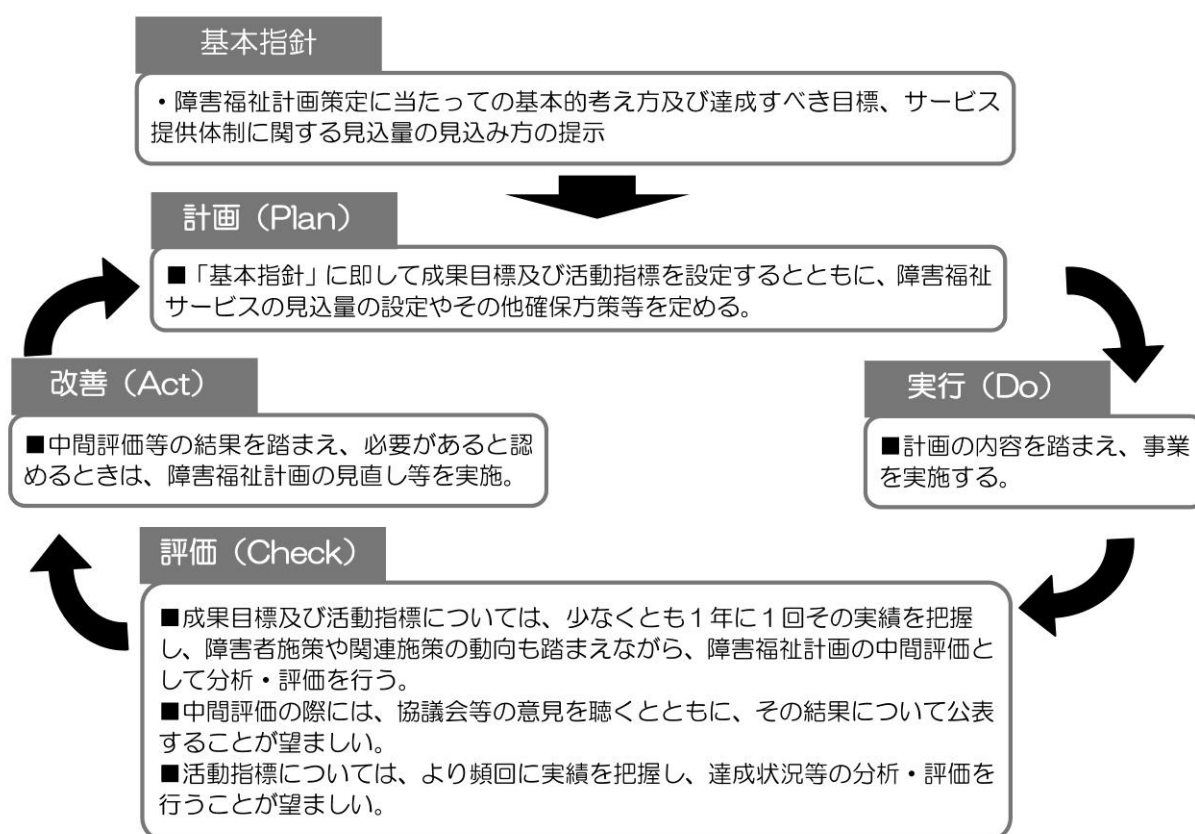 基本指針
・障害福祉計画策定に当たっての基本的考え方及び達成すべき目標、サービス
提供体制に関する見込量の見込み方の提示
計画（Plan）
■「基本指針」に即して成果目標及び活動指標を設定するとともに、障害福祉
サービスの見込量の設定やその他確保方策等を定める。
改善（Act）
■中間評価等の結果を踏まえ、必要があると認
めるときは、障害福祉計画の見直し等を実施。
実行（Do）
■計画の内容を踏まえ、事業
を実施する。
評価（Check）
■成果目標及び活動指標については、少なくとも１年に１回その実績を把握
し、障害者施策や関連施策の動向も踏まえながら、障害福祉計画の中間評価と
して分析・評価を行う。
■中間評価の際には、協議会等の意見を聴くとともに、その結果について公表
することが望ましい。
■活動指標については、より頻回に実績を把握し、達成状況等の分析・評価を
行うことが望ましい。